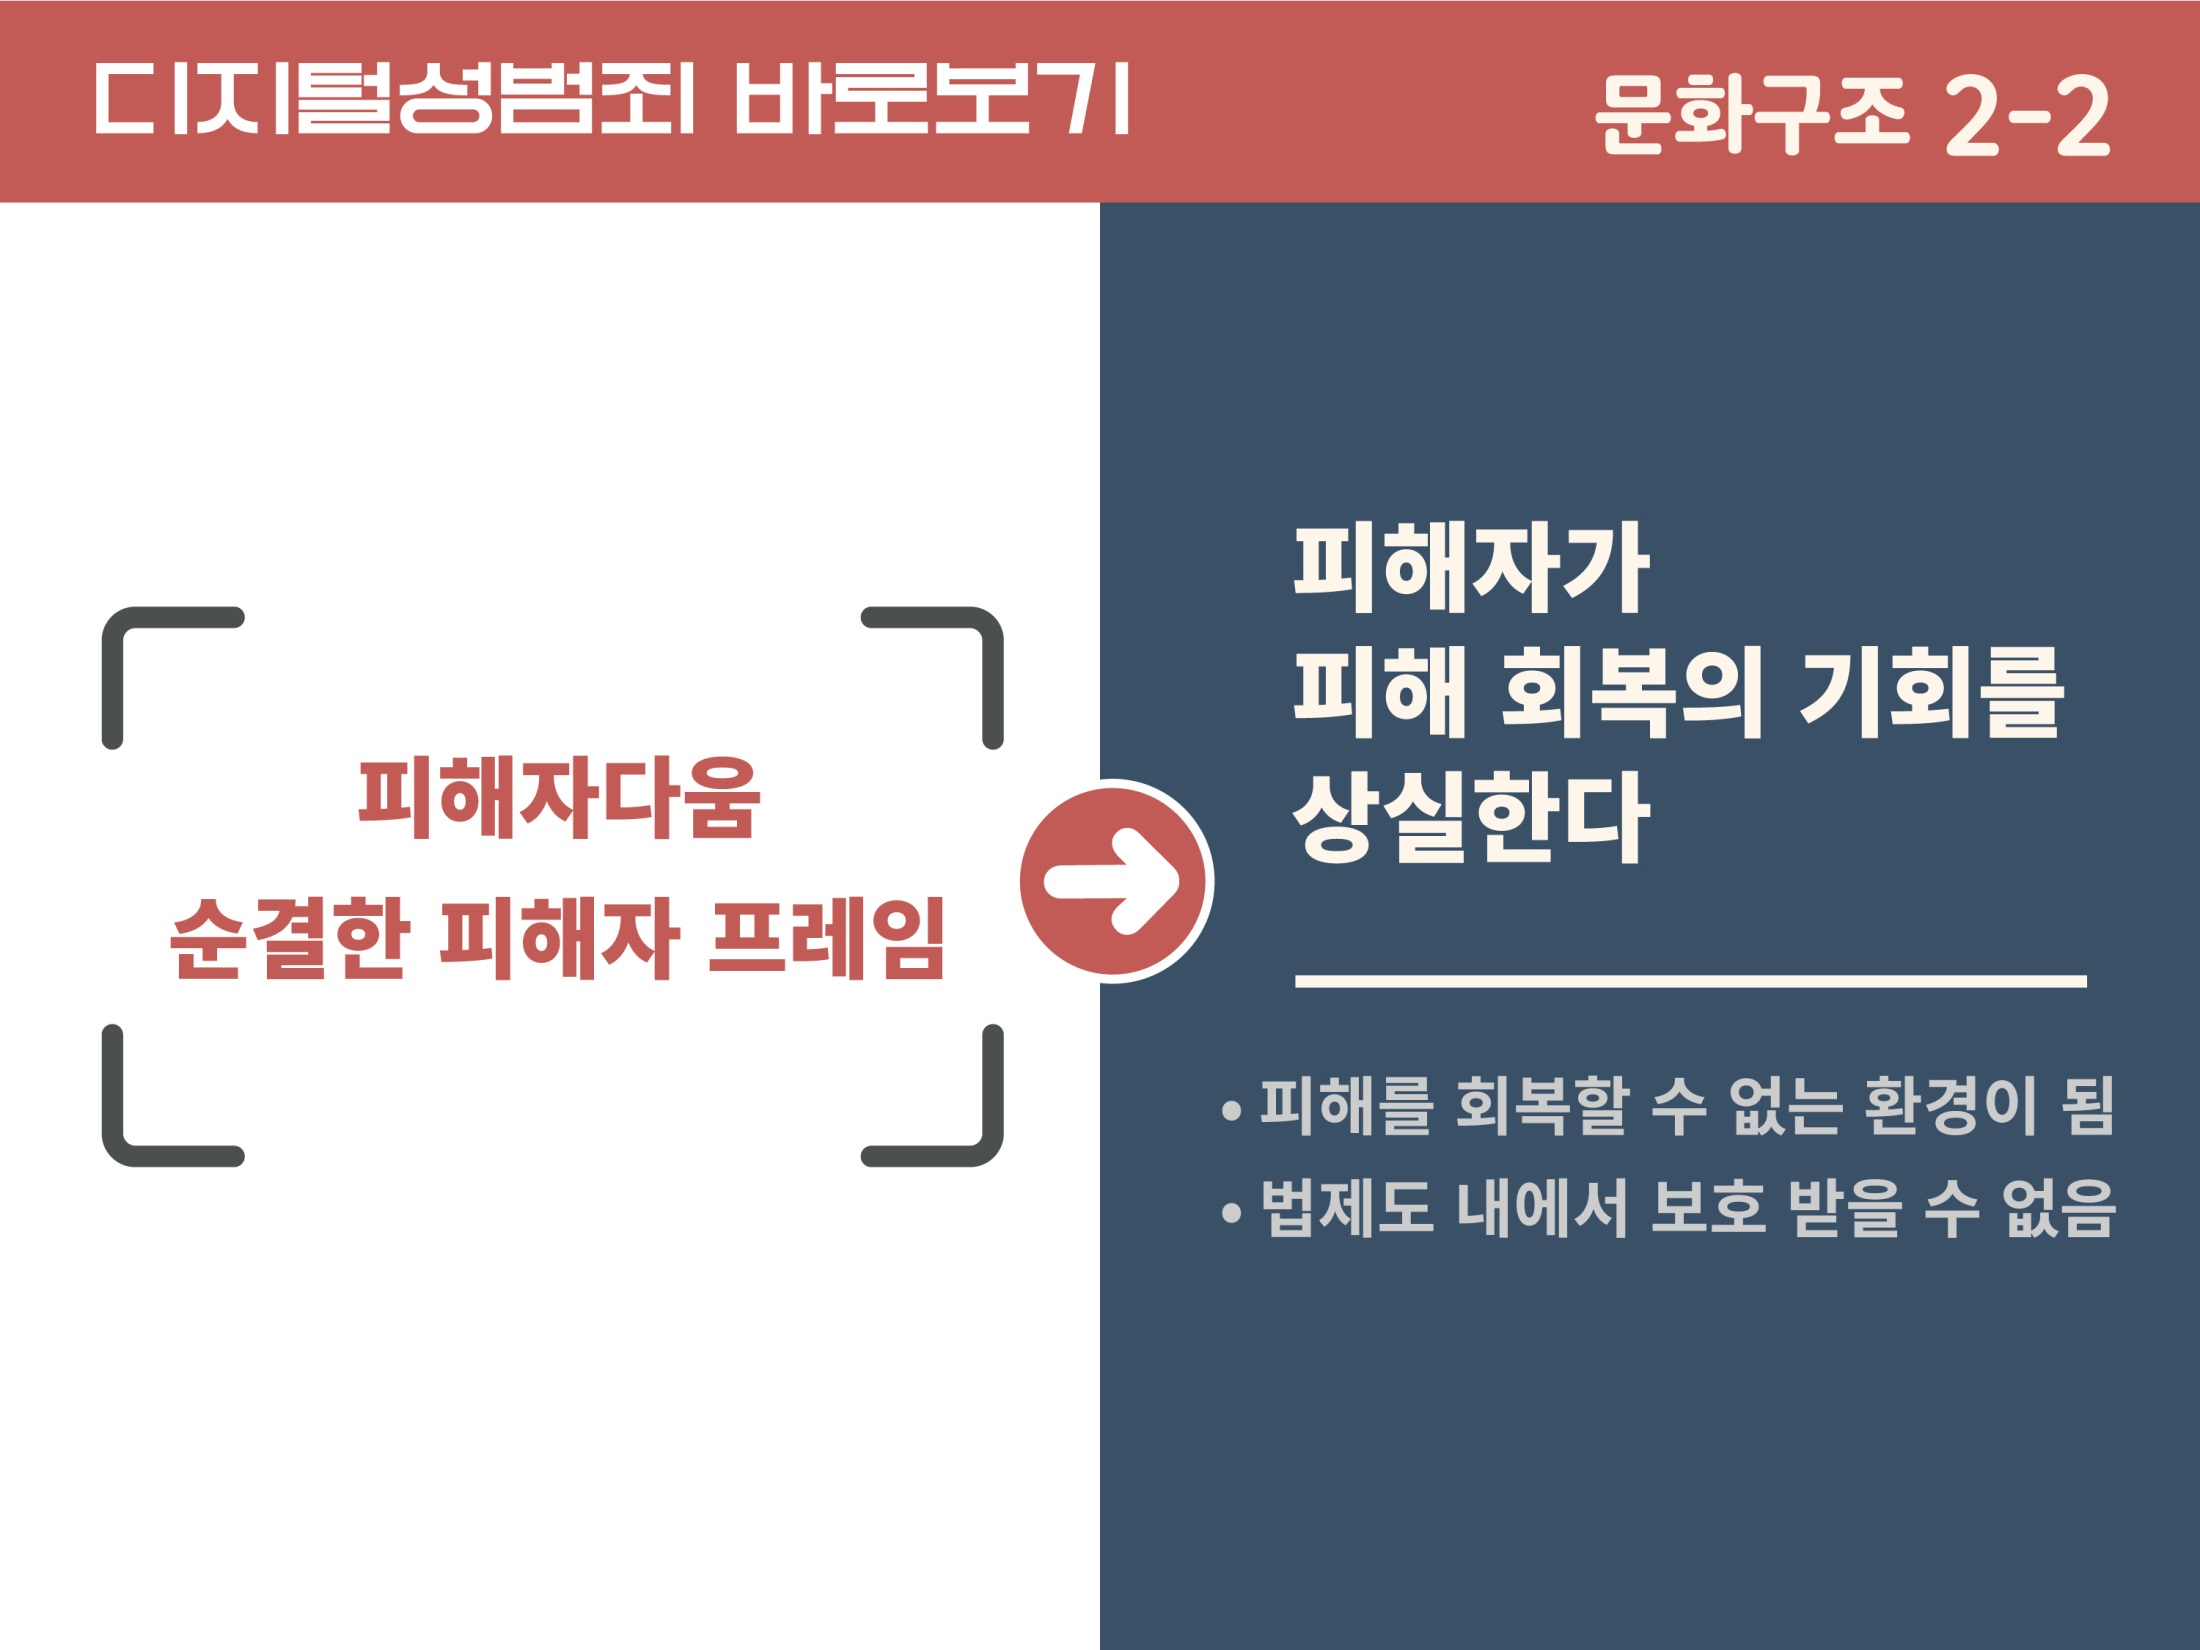 디지털성범죄 바로보기
문화구조 2-2
피해자다움
순결한 피해자 프레임
피해자가
피해 회복의 기회를
상실한다
• 피해를 회복할 수 없는 환경이 됨
• 법제도 내에서 보호 받을 수 없음